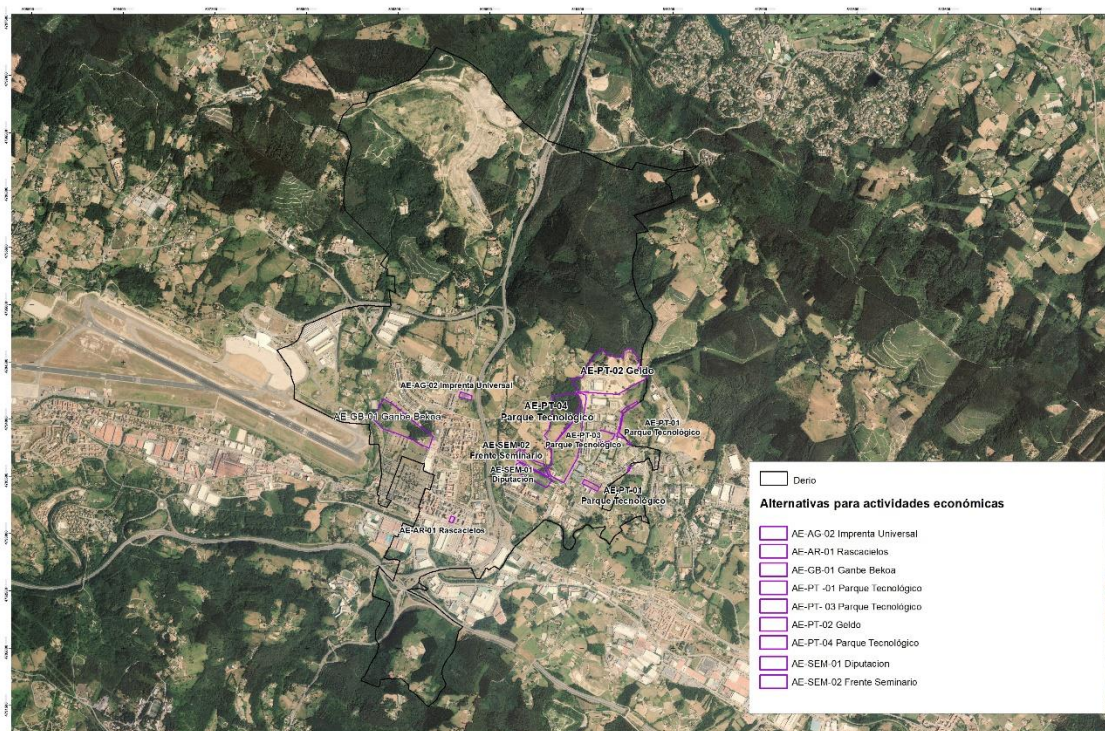 AE-PT-02 Geldo
AE-AG-02 Imprenta Universal
AE-PT-04
Parque Tecnológico
AE-GB-01 Ganbe Bekoa
AE-PT-01
Parque Tecnológico
AE-PT-03
Parque Tecnológico
AE-SEM-02
Frente Seminario
AE-SEM-01
Diputación
AE-PT-01
Parque Tecnológico
AE-AR-01 Rascacielos
Derio
Alternativas para actividades económicas
AE-AG-02 Imprenta Universal
AE-AR-01 Rascacielos
AE-GB-01 Ganbe Bekoa
AE-PT -01 Parque Tecnológico
AE-PT- 03 Parque Tecnológico
AE-PT-02 Geldo
AE-PT-04 Parque Tecnológico
AE-SEM-01 Diputacion
AE-SEM-02 Frente Seminario